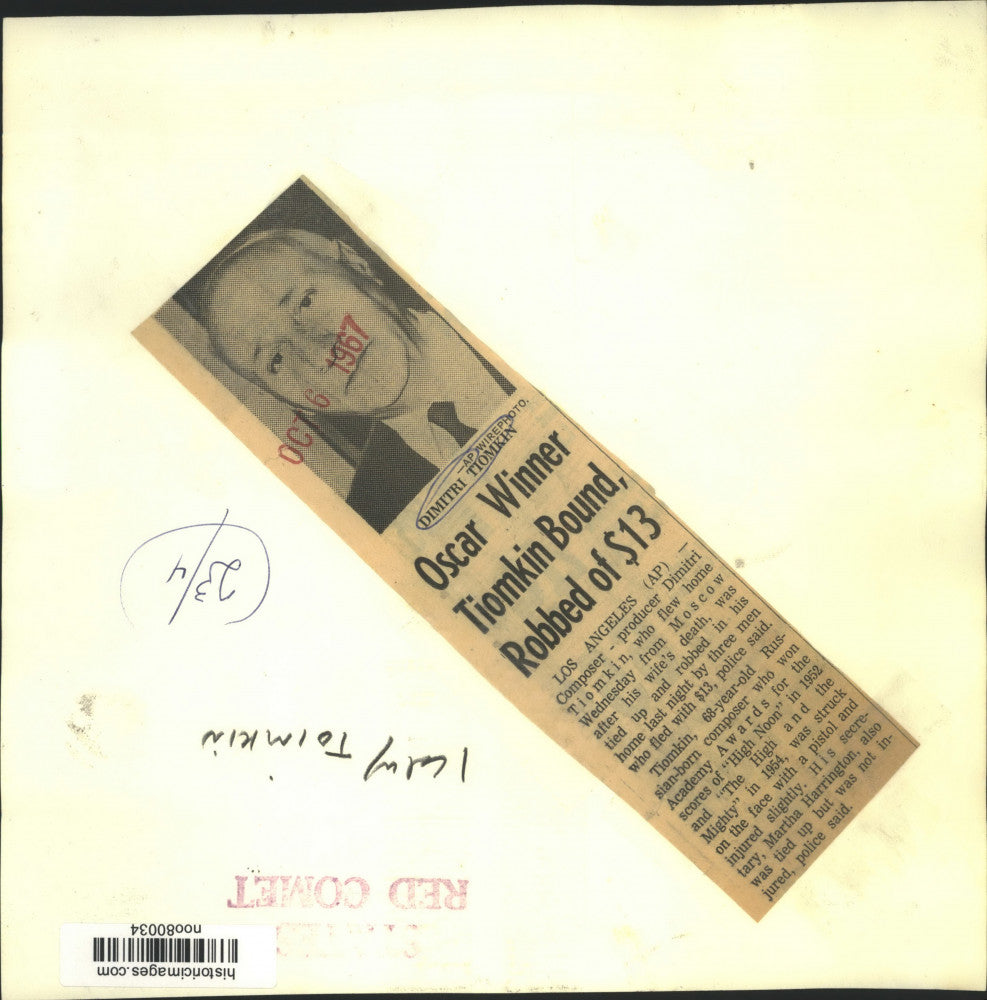 OCT 6 1967
—AP WIREPHOTO.
DIMITRI TIOMKIN
Oscar Winner
Tiomkin Bound,
Robbed of $13
LOS ANGELES (AP) —
Composer - producer Dimitri
Tiomkin, who flew home
Wednesday from Moscow
after his wife's death, was
tied up and robbed in his
home last night by three men
who fled with $13, police said.
Tiomkin, 68-year-old Rus-
sian-born composer who won
Academy Awards for the
scores of "High Noon" in 1952
and "The High and the
Mighty" in 1954, was struck
on the face with a pistol and
injured slightly. His secre-
tary, Martha Harrington, also
was tied up but was not in-
jured, police said.
23/4
Toimkin
RED COMET
historicimages.com
noo80034